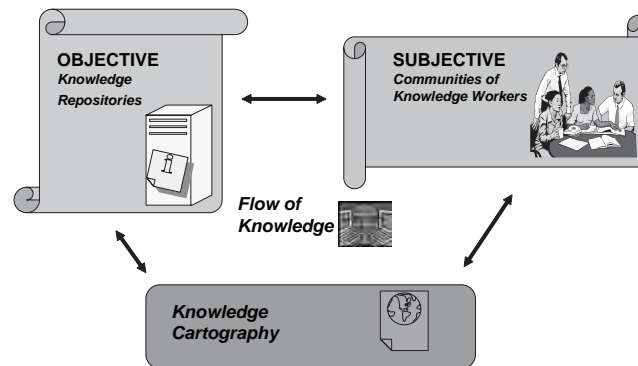 OBJECTIVE
Knowledge
Repositories
SUBJECTIVE
Communities of
Knowledge Workers
i
Flow of
Knowledge
Knowledge
Cartography